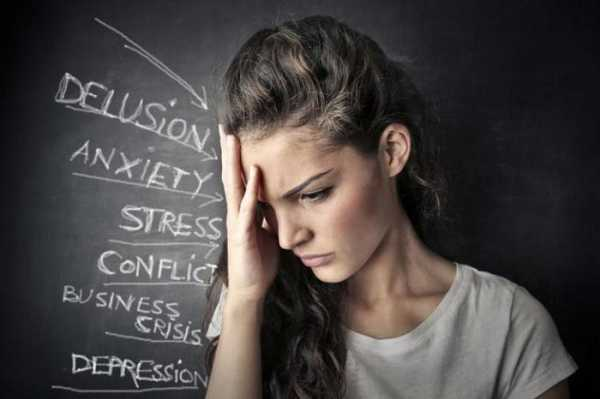 DELUSION
ANXIETY
STRESS
CONFLICT
BUSINESS
CRISIS
DEPRESSION